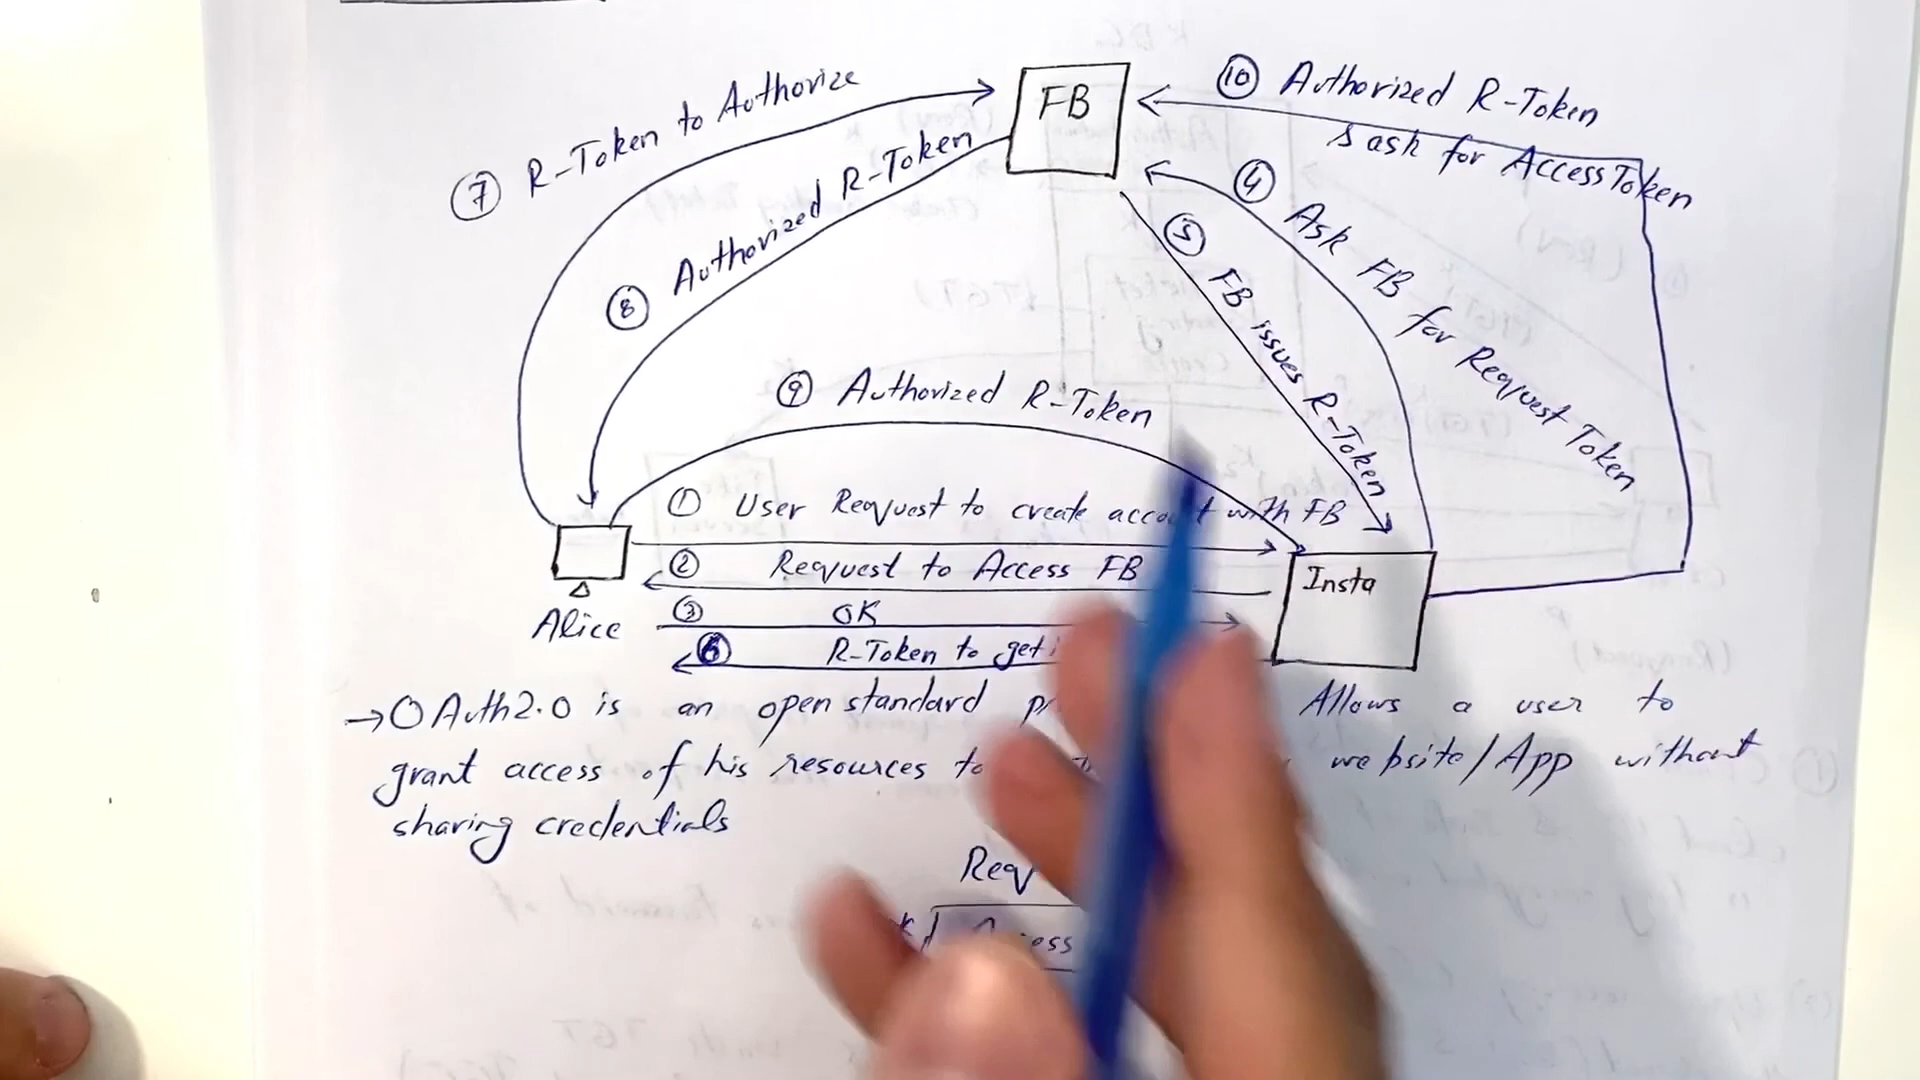 FB
⑩ Authorized R-Token
& ask for Access Token
⑦ R-Token to Authorize
⑧ Authorized R-Token
④ Ask FB for Request Token
⑤ FB issues R-Token
⑨ Authorized R-Token
① User Request to create account with FB
② Request to Access FB
③ OK
⑥ R-Token to get
Alice
Insta
→ OAuth2.0 is an open standard Allows a user to
grant access of his resources to website/App without
sharing credentials